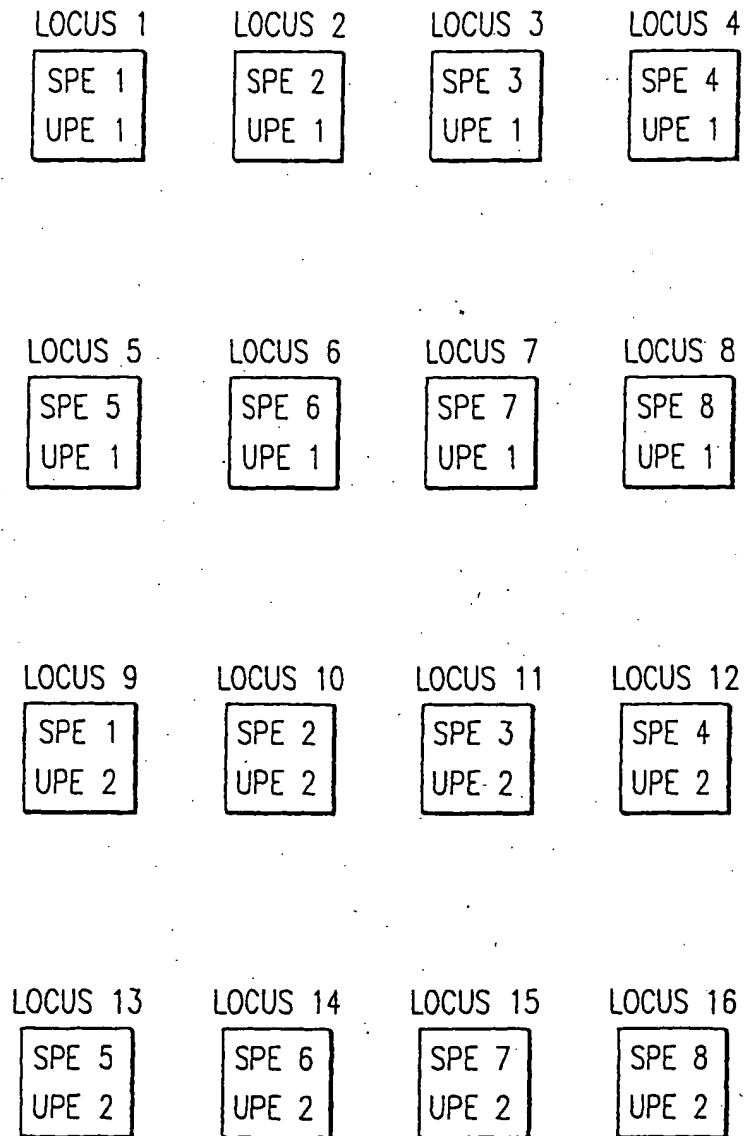 LOCUS 1 LOCUS 2 LOCUS 3 LOCUS 4
SPE 1 SPE 2 SPE 3 SPE 4
UPE 1 UPE 1 UPE 1 UPE 1
LOCUS 5 LOCUS 6 LOCUS 7 LOCUS 8
SPE 5 SPE 6 SPE 7 SPE 8
UPE 1 UPE 1 UPE 1 UPE 1
LOCUS 9 LOCUS 10 LOCUS 11 LOCUS 12
SPE 1 SPE 2 SPE 3 SPE 4
UPE 2 UPE 2 UPE 2 UPE 2
LOCUS 13 LOCUS 14 LOCUS 15 LOCUS 16
SPE 5 SPE 6 SPE 7 SPE 8
UPE 2 UPE 2 UPE 2 UPE 2